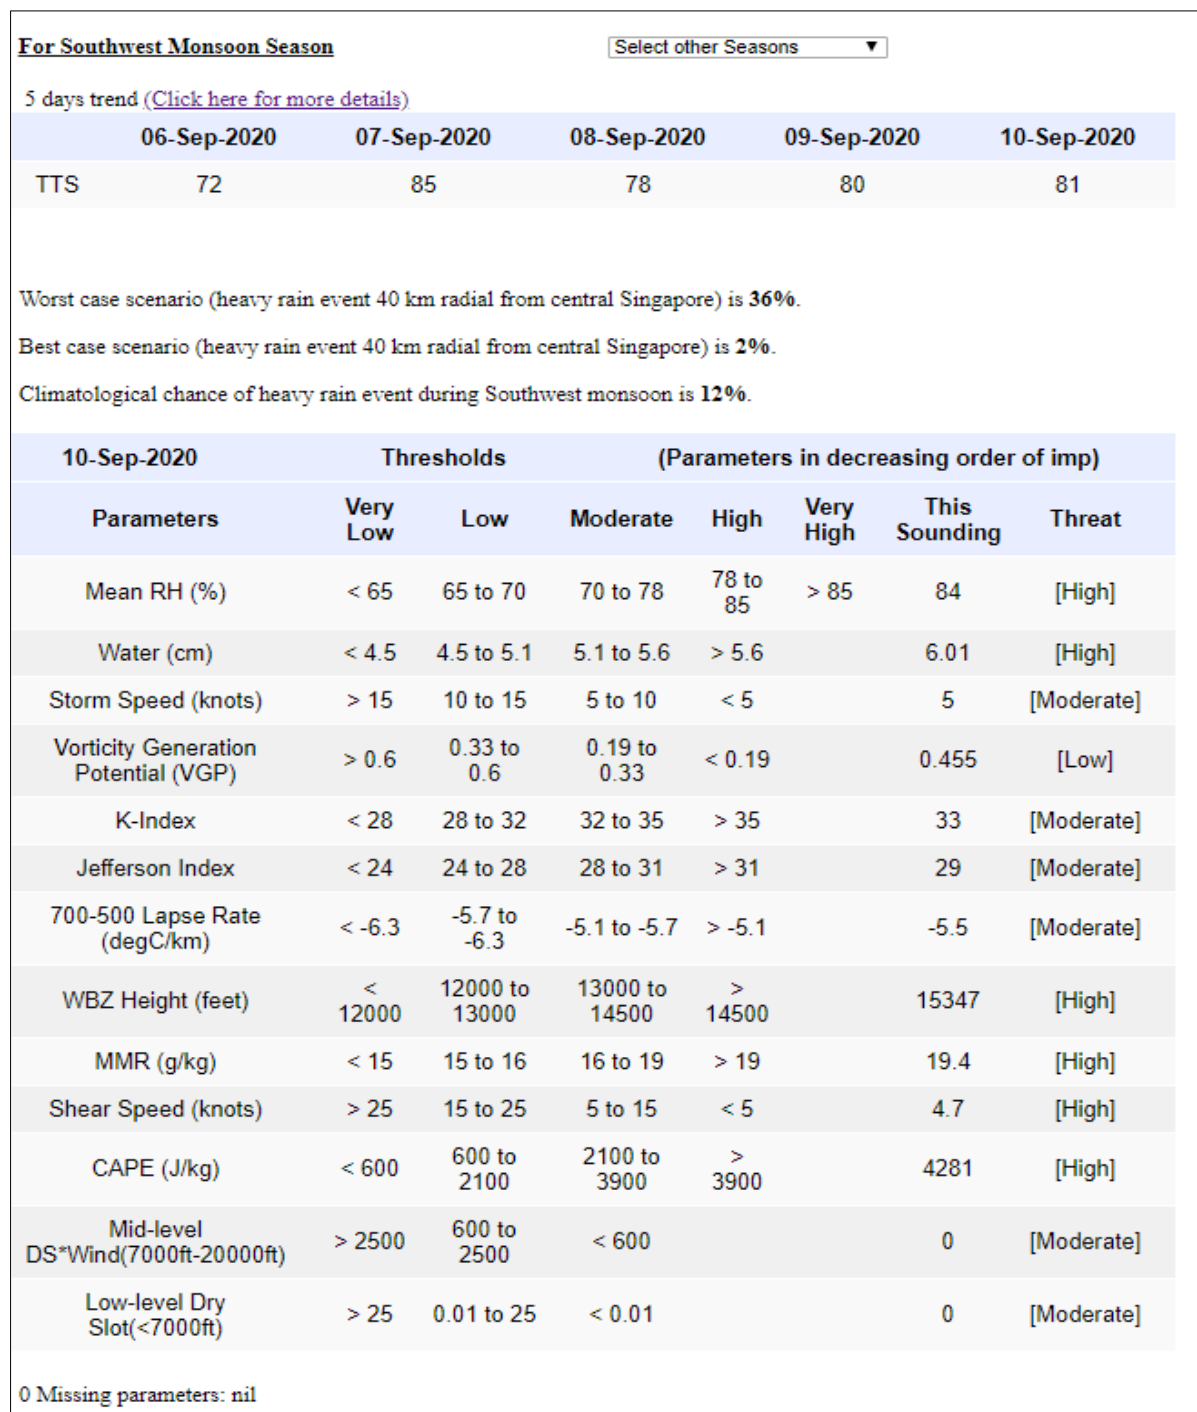 For Southwest Monsoon Season Select other Seasons ▼
5 days trend (Click here for more details)
06-Sep-2020 07-Sep-2020 08-Sep-2020 09-Sep-2020 10-Sep-2020
TTS 72 85 78 80 81
Worst case scenario (heavy rain event 40 km radial from central Singapore) is 36%.
Best case scenario (heavy rain event 40 km radial from central Singapore) is 2%.
Climatological chance of heavy rain event during Southwest monsoon is 12%.
10-Sep-2020 Thresholds (Parameters in decreasing order of imp)
Parameters Very Low Low Moderate High Very High This Sounding Threat
Mean RH (%) < 65 65 to 70 70 to 78 78 to 85 > 85 84 [High]
Water (cm) < 4.5 4.5 to 5.1 5.1 to 5.6 > 5.6 6.01 [High]
Storm Speed (knots) > 15 10 to 15 5 to 10 < 5 5 [Moderate]
Vorticity Generation Potential (VGP) > 0.6 0.33 to 0.6 0.19 to 0.33 < 0.19 0.455 [Low]
K-Index < 28 28 to 32 32 to 35 > 35 33 [Moderate]
Jefferson Index < 24 24 to 28 28 to 31 > 31 29 [Moderate]
700-500 Lapse Rate (degC/km) < -6.3 -5.7 to -6.3 -5.1 to -5.7 > -5.1 -5.5 [Moderate]
WBZ Height (feet) < 12000 12000 to 13000 13000 to 14500 > 14500 15347 [High]
MMR (g/kg) < 15 15 to 16 16 to 19 > 19 19.4 [High]
Shear Speed (knots) > 25 15 to 25 5 to 15 < 5 4.7 [High]
CAPE (J/kg) < 600 600 to 2100 2100 to 3900 > 3900 4281 [High]
Mid-level DS*Wind(7000ft-20000ft) > 2500 600 to 2500 < 600 0 [Moderate]
Low-level Dry Slot(<7000ft) > 25 0.01 to 25 < 0.01 0 [Moderate]
0 Missing parameters: nil